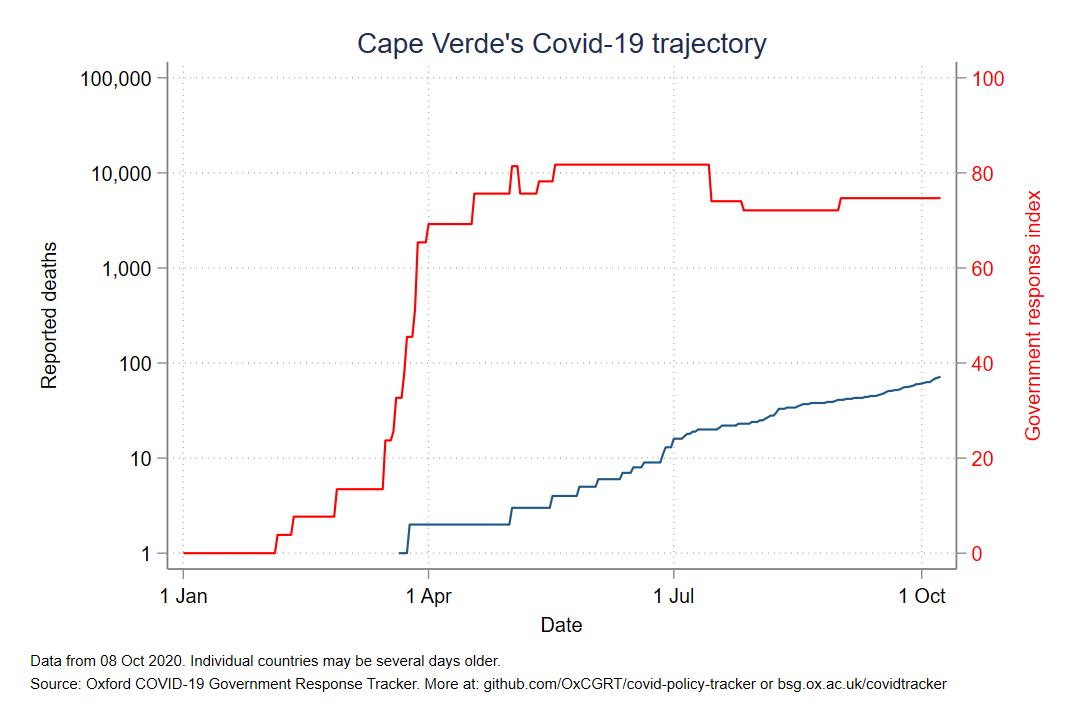 Cape Verde's Covid-19 trajectory
100,000
10,000
1,000
100
10
1
Reported deaths
100
80
60
40
20
0
Government response index
1 Jan
1 Apr
1 Jul
1 Oct
Date
Data from 08 Oct 2020. Individual countries may be several days older.
Source: Oxford COVID-19 Government Response Tracker. More at: github.com/OxCGRT/covid-policy-tracker or bsg.ox.ac.uk/covidtracker